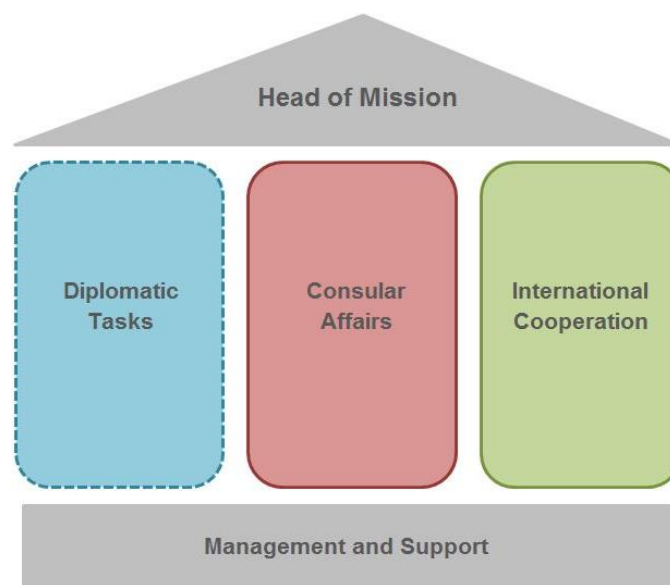 Head of Mission
Diplomatic
Tasks
Consular
Affairs
International
Cooperation
Management and Support